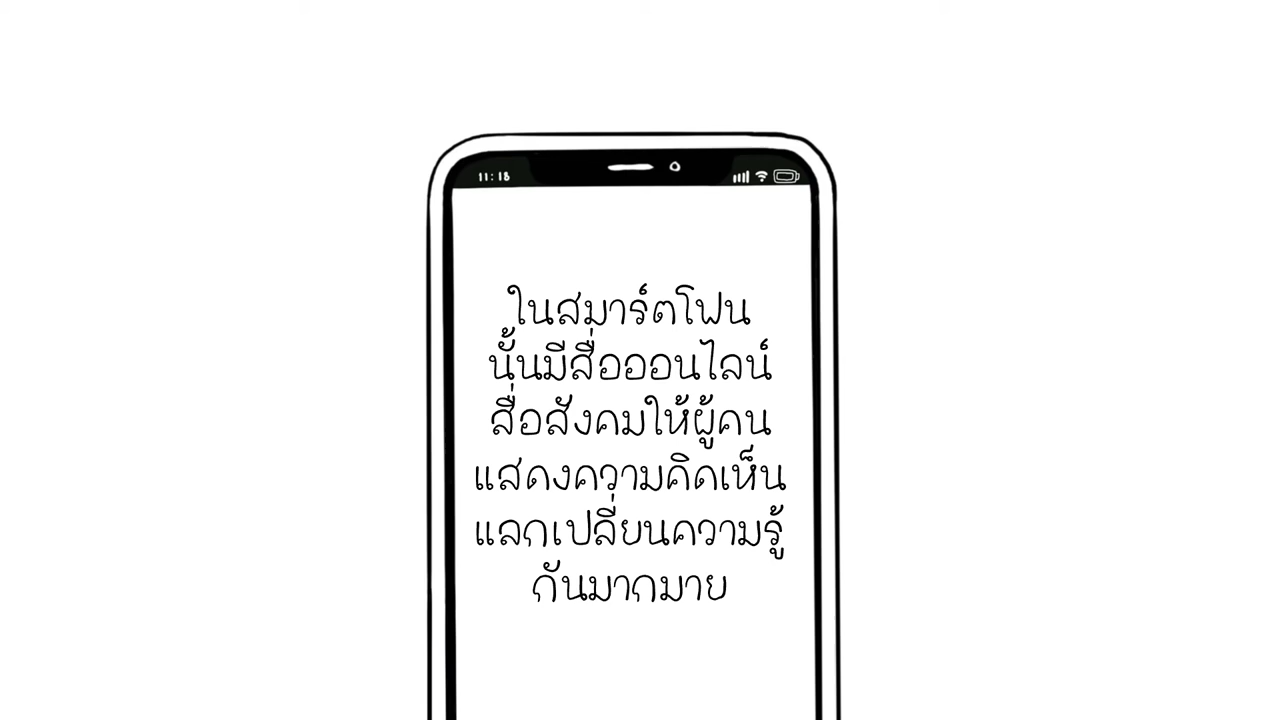 11:18
ในสมาร์ตโฟน
นั้นมีสื่อออนไลน์
สื่อสังคมให้ผู้คน
แสดงความคิดเห็น
แลกเปลี่ยนความรู้
กันมากมาย